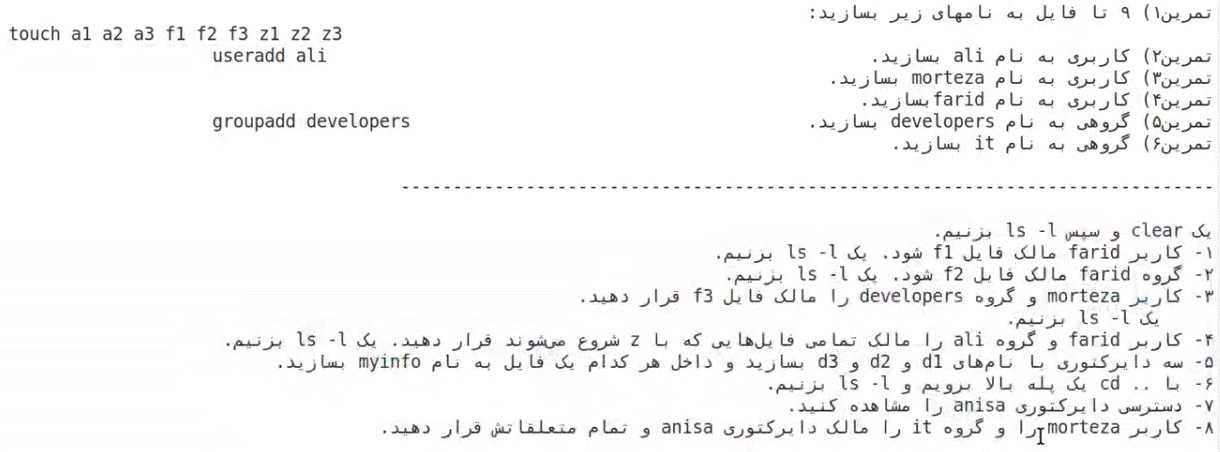 تمرین۱) ۹ تا فایل به نامهای زیر بسازید:
touch a1 a2 a3 f1 f2 f3 z1 z2 z3
تمرین۲) کاربری به نام ali بسازید. useradd ali
تمرین۳) کاربری به نام morteza بسازید.
تمرین۴) کاربری به نام faridبسازید.
تمرین۵) گروهی به نام developers بسازید. groupadd developers
تمرین۶) گروهی به نام it بسازید.
------------------------------------------------------------------------------
یک clear و سپس ls -l بزنیم.
۱- کاربر farid مالک فایل f1 شود. یک ls -l بزنیم.
۲- گروه farid مالک فایل f2 شود. یک ls -l بزنیم.
۳- کاربر morteza و گروه developers را مالک فایل f3 قرار دهید.
یک ls -l بزنیم.
۴- کاربر farid و گروه ali را مالک تمامی فایل‌هایی که با z شروع می‌شوند قرار دهید. یک ls -l بزنیم.
۵- سه دایرکتوری با نام‌های d1 و d2 و d3 بسازید و داخل هر کدام یک فایل به نام myinfo بسازید.
۶- با .. cd یک پله بالا برویم و ls -l بزنیم.
۷- دسترسی دایرکتوری anisa را مشاهده کنید.
۸- کاربر morteza را و گروه it را مالک دایرکتوری anisa و تمام متعلقاتش قرار دهید.